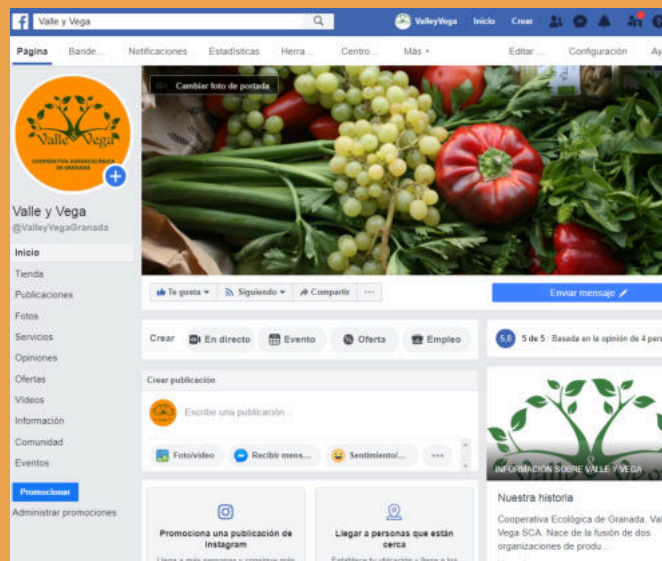 Valle y Vega
ValleyVega Inicio Crear
Página Bande... Notificaciones Estadísticas Herra... Centro... Más Editar ... Configuración Ay
Cambiar foto de portada
Valle Vega
COOPERATIVA AGROECOLÓGICA
DE GRANADA
Valle y Vega
@ValleyVegaGranada
Inicio
Tienda
Publicaciones
Fotos
Servicios
Opiniones
Ofertas
Vídeos
Información
Comunidad
Eventos
Promocionar
Administrar promociones
Te gusta Siguiendo Compartir ...
Enviar mensaje
Crear En directo Evento Oferta Empleo
Crear publicación
Escribe una publicación...
Foto/vídeo Recibir mens... Sentimiento/... ...
Promociona una publicación de
Instagram
Llegar a personas que están
cerca
5,0 5 de 5 · Basada en la opinión de 4 pers
INFORMACIÓN SOBRE VALLE Y VEGA
Nuestra historia
Cooperativa Ecológica de Granada. Val
Vega SCA. Nace de la fusión de dos
organizaciones de produ...